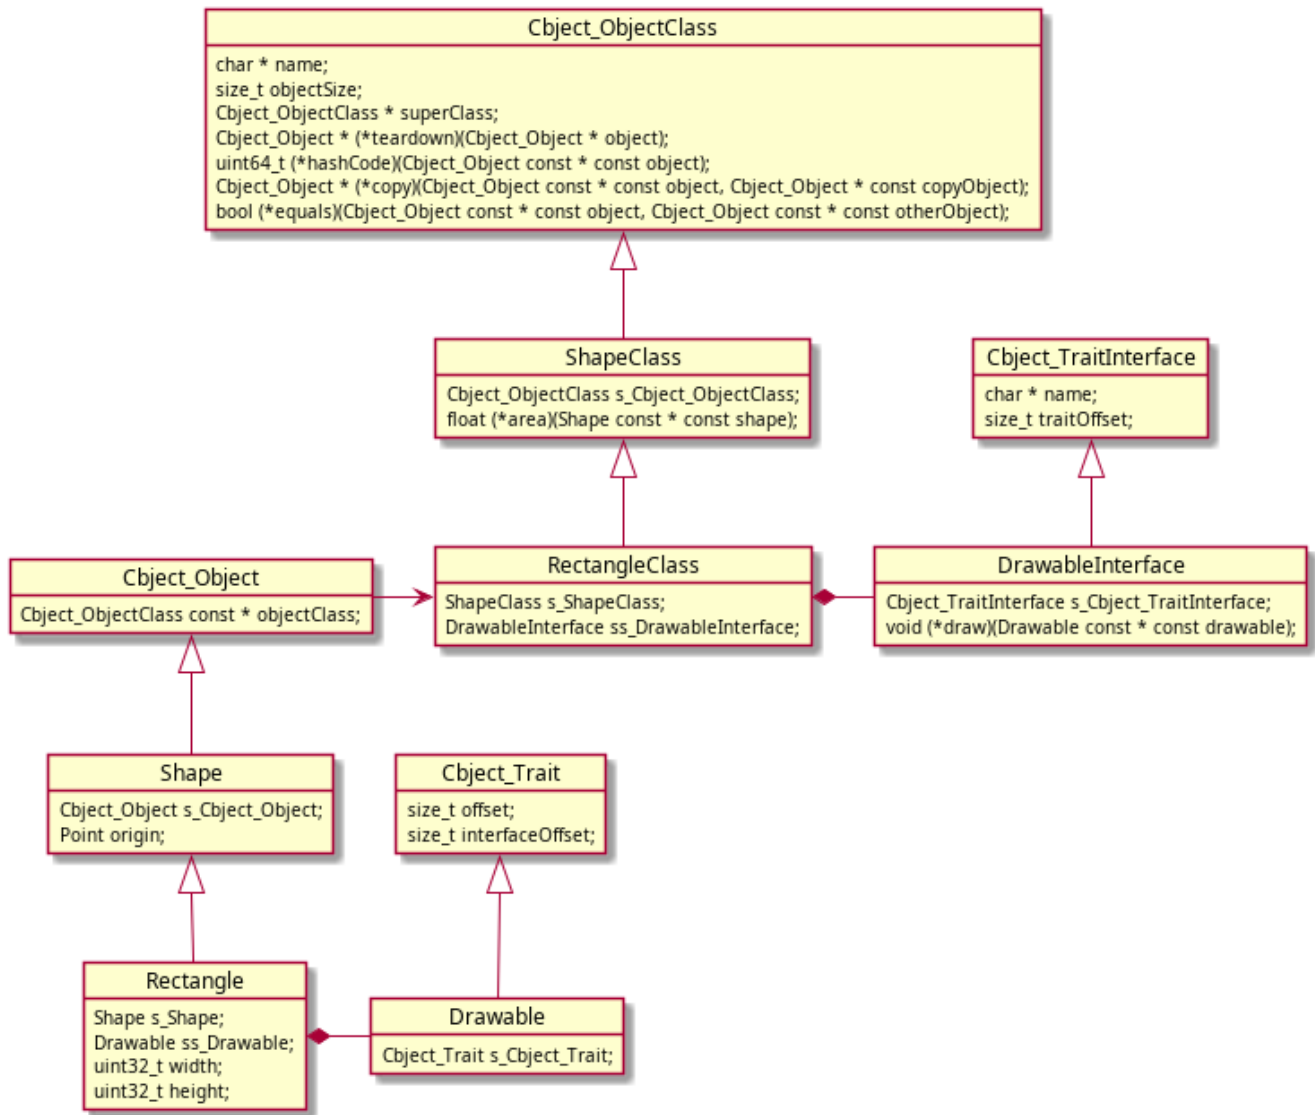 Cbject_ObjectClass
char * name;
size_t objectSize;
Cbject_ObjectClass * superClass;
Cbject_Object * (*teardown)(Cbject_Object * object);
uint64_t (*hashCode)(Cbject_Object const * const object);
Cbject_Object * (*copy)(Cbject_Object const * const object, Cbject_Object * const copyObject);
bool (*equals)(Cbject_Object const * const object, Cbject_Object const * const otherObject);
ShapeClass
Cbject_ObjectClass s_Cbject_ObjectClass;
float (*area)(Shape const * const shape);
Cbject_TraitInterface
char * name;
size_t traitOffset;
Cbject_Object
Cbject_ObjectClass const * objectClass;
RectangleClass
ShapeClass s_ShapeClass;
DrawableInterface ss_DrawableInterface;
DrawableInterface
Cbject_TraitInterface s_Cbject_TraitInterface;
void (*draw)(Drawable const * const drawable);
Shape
Cbject_Object s_Cbject_Object;
Point origin;
Cbject_Trait
size_t offset;
size_t interfaceOffset;
Rectangle
Shape s_Shape;
Drawable ss_Drawable;
uint32_t width;
uint32_t height;
Drawable
Cbject_Trait s_Cbject_Trait;